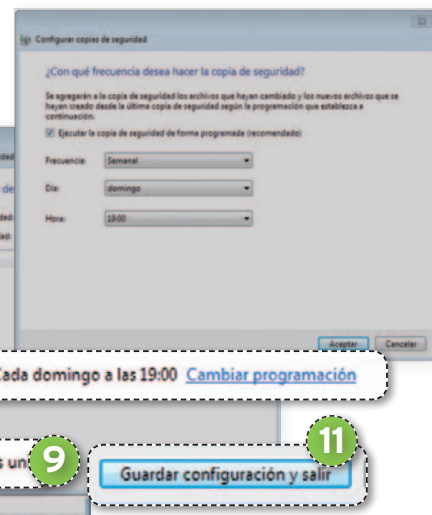 Configurar copias de seguridad
¿Con qué frecuencia desea hacer la copia de seguridad?
Se agregarán a la copia de seguridad los archivos que hayan cambiado y los nuevos archivos que se
hayan creado desde la última copia de seguridad según la programación que establezca a
continuación.
Ejecutar la copia de seguridad de forma programada (recomendado)
Frecuencia: Semanal
Día: domingo
Hora: 19:00
Aceptar Cancelar
Cada domingo a las 19:00 Cambiar programación
9
11
Guardar configuración y salir